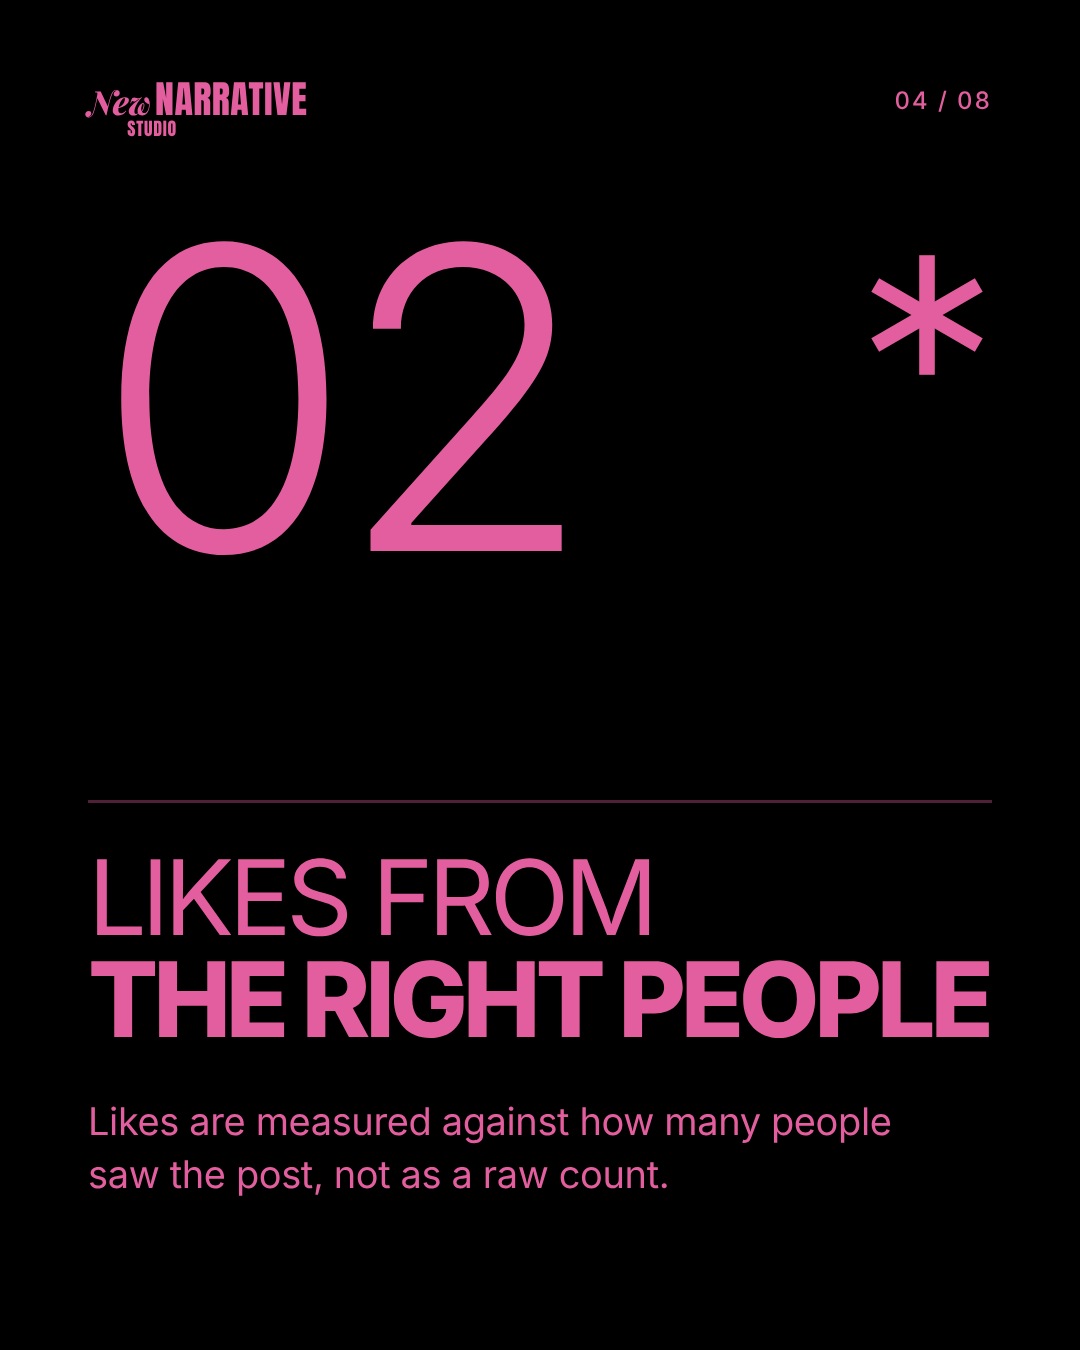 New NARRATIVE
STUDIO
04 / 08
02
*
LIKES FROM
THE RIGHT PEOPLE
Likes are measured against how many people
saw the post, not as a raw count.